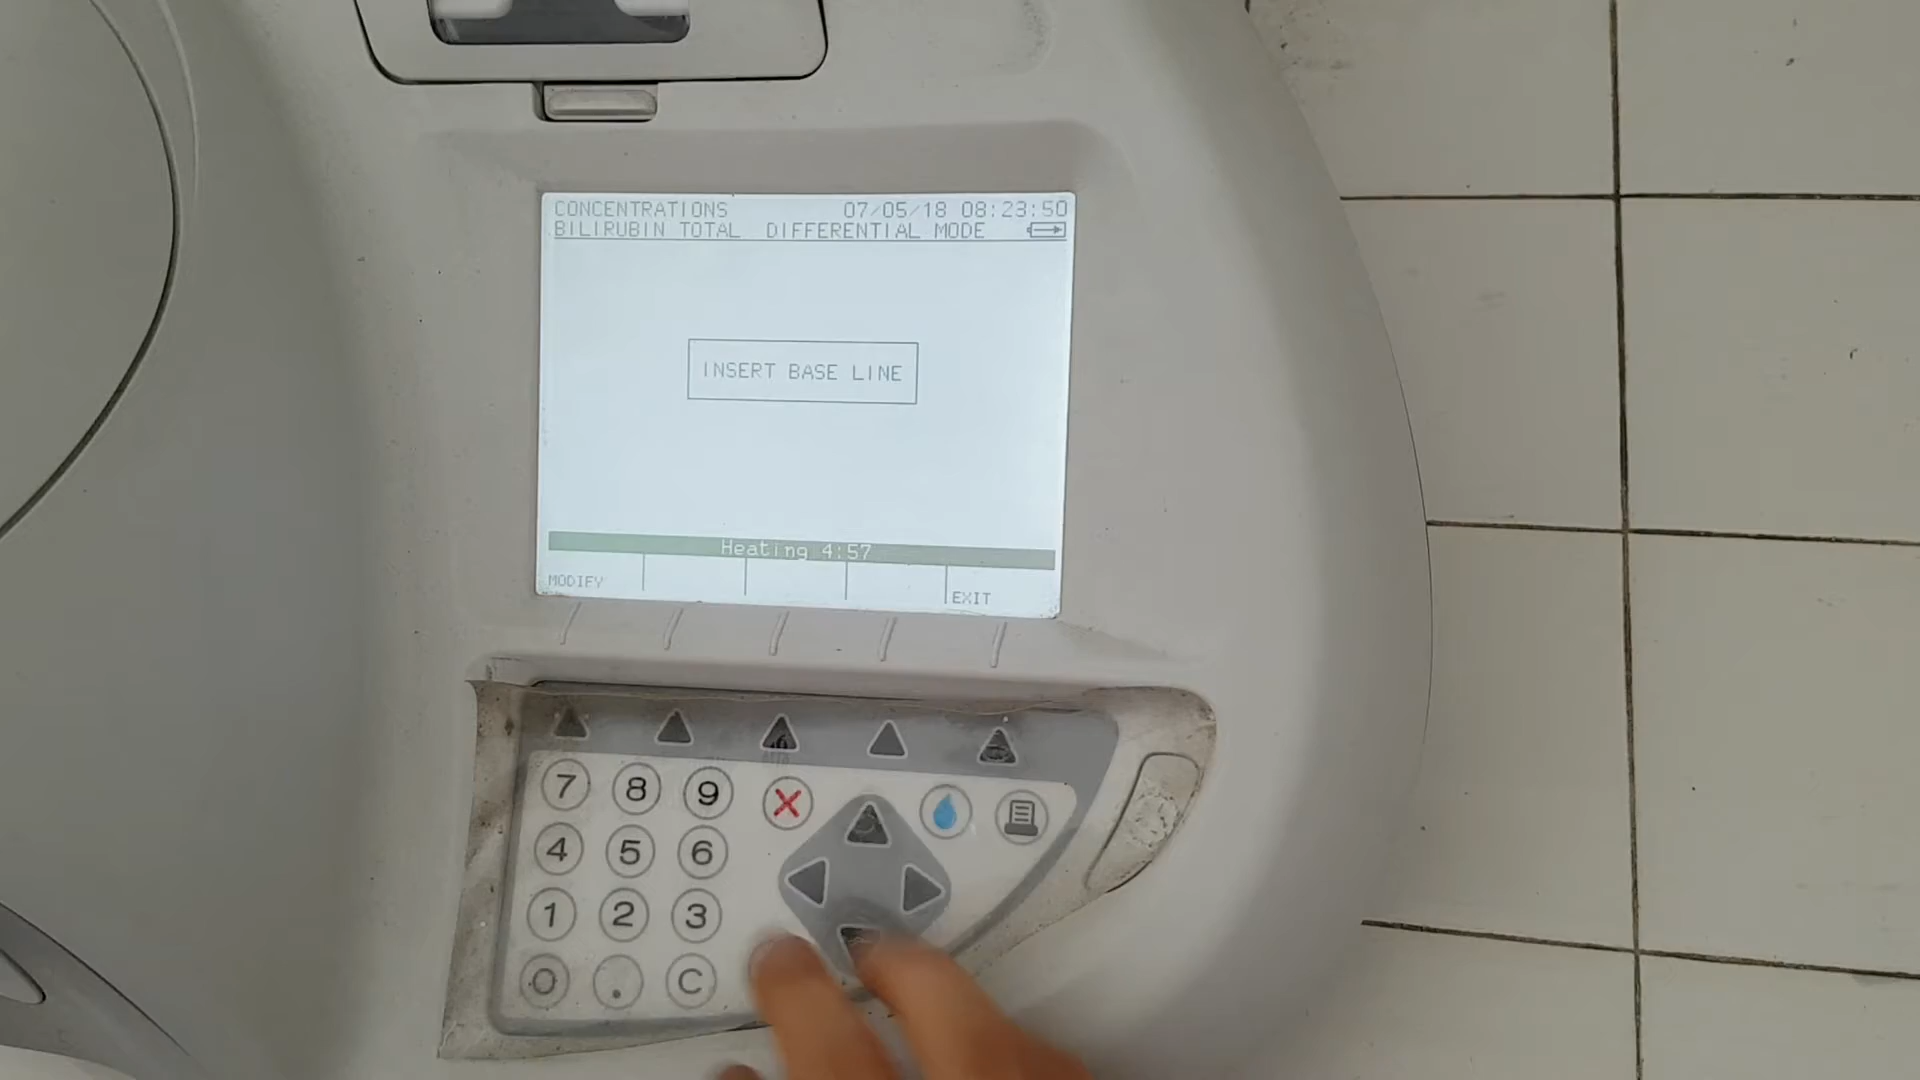 CONCENTRATIONS 07/05/18 08:23:50
BILIRUBIN TOTAL DIFFERENTIAL MODE
INSERT BASE LINE
Heating 4:57
MODIFY EXIT
7 8 9
4 5 6
1 2 3
0 . C